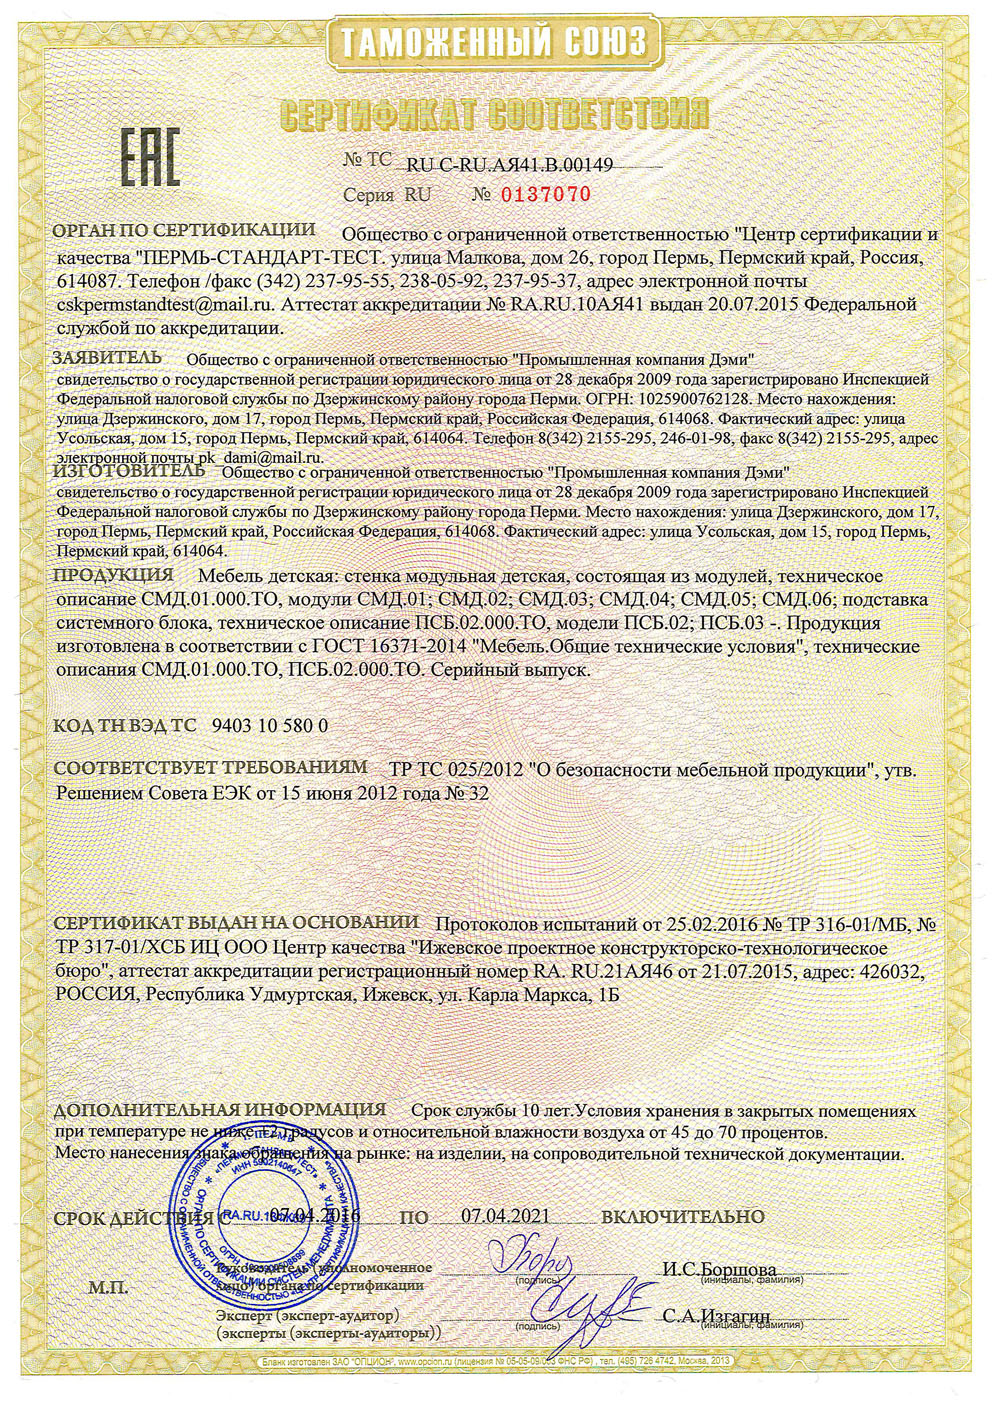 ТАМОЖЕННЫЙ СОЮЗ
СЕРТИФИКАТ СООТВЕТСТВИЯ
ЕАС
№ ТС RU C-RU.АЯ41.В.00149
Серия RU № 0137070
ОРГАН ПО СЕРТИФИКАЦИИ Общество с ограниченной ответственностью "Центр сертификации и
качества "ПЕРМЬ-СТАНДАРТ-ТЕСТ. улица Малкова, дом 26, город Пермь, Пермский край, Россия,
614087. Телефон /факс (342) 237-95-55, 238-05-92, 237-95-37, адрес электронной почты
cskpermstandtest@mail.ru. Аттестат аккредитации № RA.RU.10АЯ41 выдан 20.07.2015 Федеральной
службой по аккредитации.
ЗАЯВИТЕЛЬ Общество с ограниченной ответственностью "Промышленная компания Дэми"
свидетельство о государственной регистрации юридического лица от 28 декабря 2009 года зарегистрировано Инспекцией
Федеральной налоговой службы по Дзержинскому району города Перми. ОГРН: 1025900762128. Место нахождения:
улица Дзержинского, дом 17, город Пермь, Пермский край, Российская Федерация, 614068. Фактический адрес: улица
Усольская, дом 15, город Пермь, Пермский край, 614064. Телефон 8(342) 2155-295, 246-01-98, факс 8(342) 2155-295, адрес
электронной почты pk_dami@mail.ru.
ИЗГОТОВИТЕЛЬ Общество с ограниченной ответственностью "Промышленная компания Дэми"
свидетельство о государственной регистрации юридического лица от 28 декабря 2009 года зарегистрировано Инспекцией
Федеральной налоговой службы по Дзержинскому району города Перми. Место нахождения: улица Дзержинского, дом 17,
город Пермь, Пермский край, Российская Федерация, 614068. Фактический адрес: улица Усольская, дом 15, город Пермь,
Пермский край, 614064.
ПРОДУКЦИЯ Мебель детская: стенка модульная детская, состоящая из модулей, техническое
описание СМД.01.000.ТО, модули СМД.01; СМД.02; СМД.03; СМД.04; СМД.05; СМД.06; подставка
системного блока, техническое описание ПСБ.02.000.ТО, модели ПСБ.02; ПСБ.03 -. Продукция
изготовлена в соответствии с ГОСТ 16371-2014 "Мебель.Общие технические условия", технические
описания СМД.01.000.ТО, ПСБ.02.000.ТО. Серийный выпуск.
КОД ТН ВЭД ТС 9403 10 580 0
СООТВЕТСТВУЕТ ТРЕБОВАНИЯМ ТР ТС 025/2012 "О безопасности мебельной продукции", утв.
Решением Совета ЕЭК от 15 июня 2012 года № 32
СЕРТИФИКАТ ВЫДАН НА ОСНОВАНИИ Протоколов испытаний от 25.02.2016 № ТР 316-01/МБ, №
ТР 317-01/ХСБ ИЦ ООО Центр качества "Ижевское проектное конструкторско-технологическое
бюро", аттестат аккредитации регистрационный номер RA. RU.21АЯ46 от 21.07.2015, адрес: 426032,
РОССИЯ, Республика Удмуртская, Ижевск, ул. Карла Маркса, 1Б
ДОПОЛНИТЕЛЬНАЯ ИНФОРМАЦИЯ Срок службы 10 лет.Условия хранения в закрытых помещениях
при температуре не ниже +2 градусов и относительной влажности воздуха от 45 до 70 процентов.
Место нанесения знака обращения на рынке: на изделии, на сопроводительной технической документации.
СРОК ДЕЙСТВИЯ С 07.04.2016 ПО 07.04.2021 ВКЛЮЧИТЕЛЬНО
М.П.
Руководитель (уполномоченное
лицо) органа по сертификации
(подпись)
И.С.Боршова
(инициалы, фамилия)
Эксперт (эксперт-аудитор)
(эксперты (эксперты-аудиторы))
(подпись)
С.А.Изгагин
(инициалы, фамилия)
Г. ПЕРМЬ
«ПЕРМЬ-СТАНДАРТ-ТЕСТ»
ИНН 5902140647
ОРГАН ПО СЕРТИФИКАЦИИ СИСТЕМ МЕНЕДЖМЕНТА
Бланк изготовлен ЗАО "ОПЦИОН", www.opcion.ru (лицензия № 05-05-09/003 ФНС РФ) , тел. (495) 726 4742, Москва, 2013